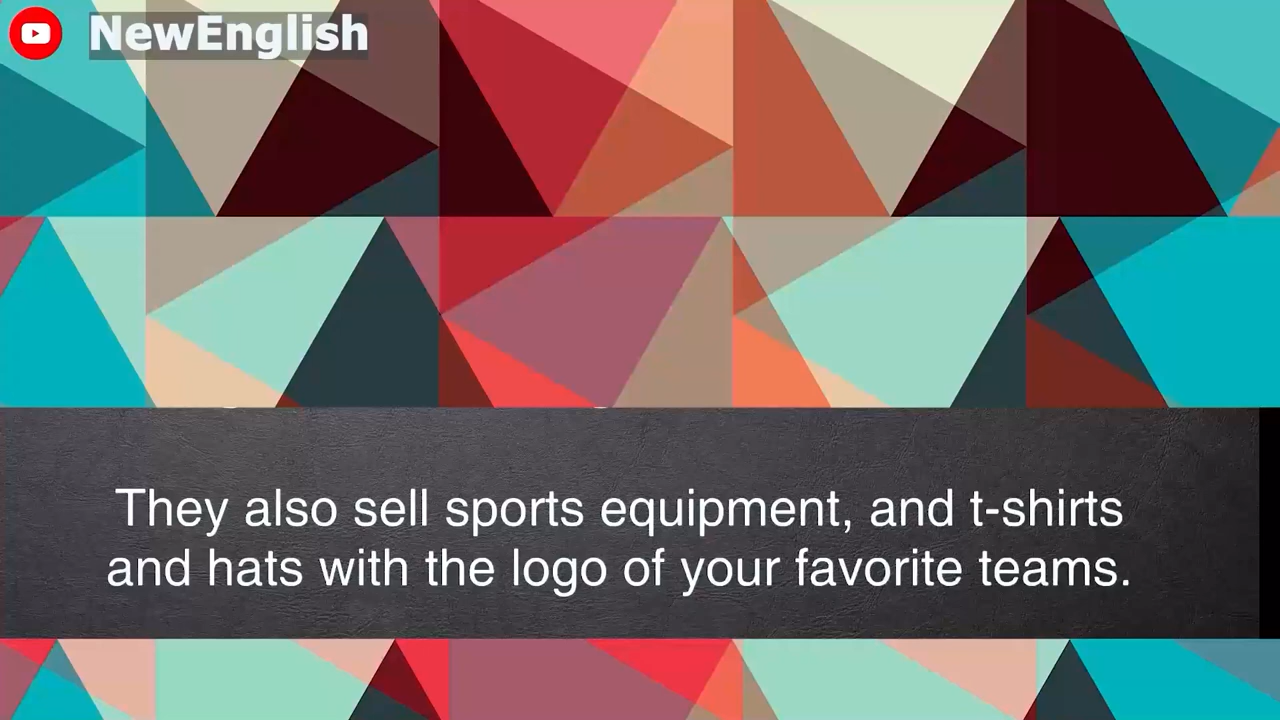 NewEnglish
They also sell sports equipment, and t-shirts
and hats with the logo of your favorite teams.